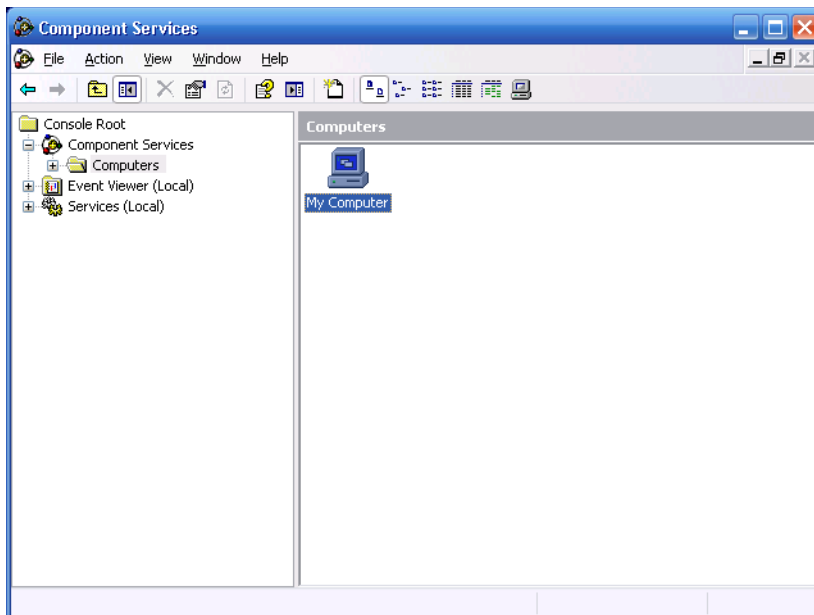 Component Services
File Action View Window Help
Console Root
Component Services
Computers
Event Viewer (Local)
Services (Local)
Computers
My Computer